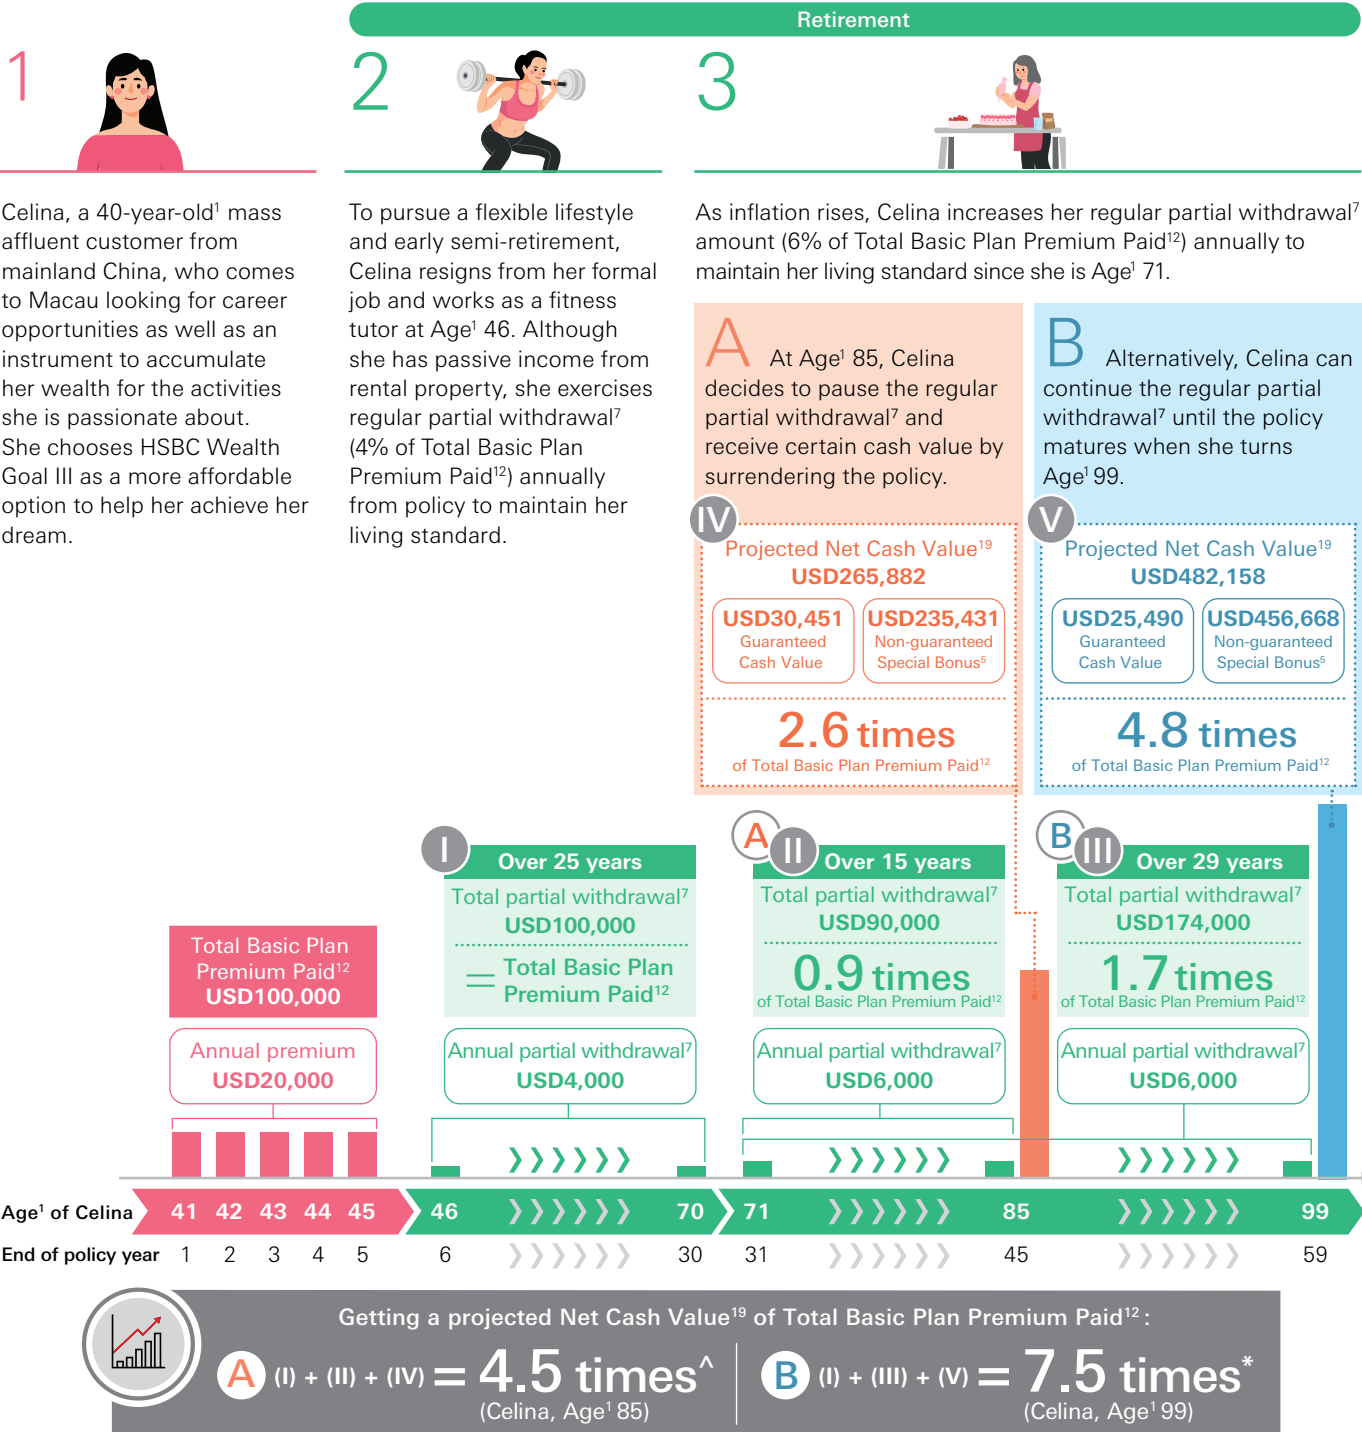 Retirement
1
Celina, a 40-year-old¹ mass
affluent customer from
mainland China, who comes
to Macau looking for career
opportunities as well as an
instrument to accumulate
her wealth for the activities
she is passionate about.
She chooses HSBC Wealth
Goal III as a more affordable
option to help her achieve her
dream.
2
To pursue a flexible lifestyle
and early semi-retirement,
Celina resigns from her formal
job and works as a fitness
tutor at Age¹ 46. Although
she has passive income from
rental property, she exercises
regular partial withdrawal⁷
(4% of Total Basic Plan
Premium Paid¹²) annually
from policy to maintain her
living standard.
3
As inflation rises, Celina increases her regular partial withdrawal⁷
amount (6% of Total Basic Plan Premium Paid¹²) annually to
maintain her living standard since she is Age¹ 71.
A At Age¹ 85, Celina
decides to pause the regular
partial withdrawal⁷ and
receive certain cash value by
surrendering the policy.
IV
Projected Net Cash Value¹⁹
USD265,882
USD30,451
Guaranteed
Cash Value
USD235,431
Non-guaranteed
Special Bonus⁵
2.6 times
of Total Basic Plan Premium Paid¹²
B Alternatively, Celina can
continue the regular partial
withdrawal⁷ until the policy
matures when she turns
Age¹ 99.
V
Projected Net Cash Value¹⁹
USD482,158
USD25,490
Guaranteed
Cash Value
USD456,668
Non-guaranteed
Special Bonus⁵
4.8 times
of Total Basic Plan Premium Paid¹²
Total Basic Plan
Premium Paid¹²
USD100,000
Annual premium
USD20,000
I
Over 25 years
Total partial withdrawal⁷
USD100,000
= Total Basic Plan
Premium Paid¹²
Annual partial withdrawal⁷
USD4,000
A II
Over 15 years
Total partial withdrawal⁷
USD90,000
0.9 times
of Total Basic Plan Premium Paid¹²
Annual partial withdrawal⁷
USD6,000
B III
Over 29 years
Total partial withdrawal⁷
USD174,000
1.7 times
of Total Basic Plan Premium Paid¹²
Annual partial withdrawal⁷
USD6,000
Age¹ of Celina 41 42 43 44 45 46 70 71 85 99
End of policy year 1 2 3 4 5 6 30 31 45 59
Getting a projected Net Cash Value¹⁹ of Total Basic Plan Premium Paid¹² :
A (I) + (II) + (IV) = 4.5 times^
(Celina, Age¹ 85)
B (I) + (III) + (V) = 7.5 times*
(Celina, Age¹ 99)